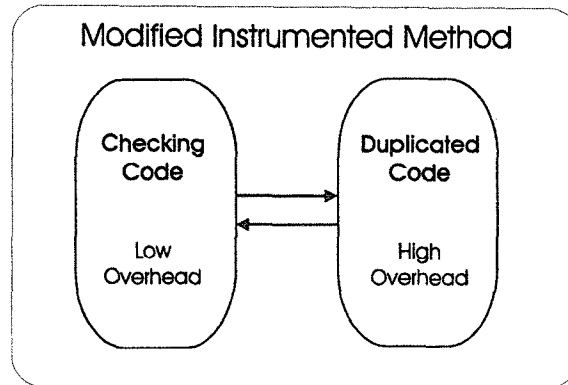 Modified Instrumented Method
Checking
Code
Low
Overhead
Duplicated
Code
High
Overhead